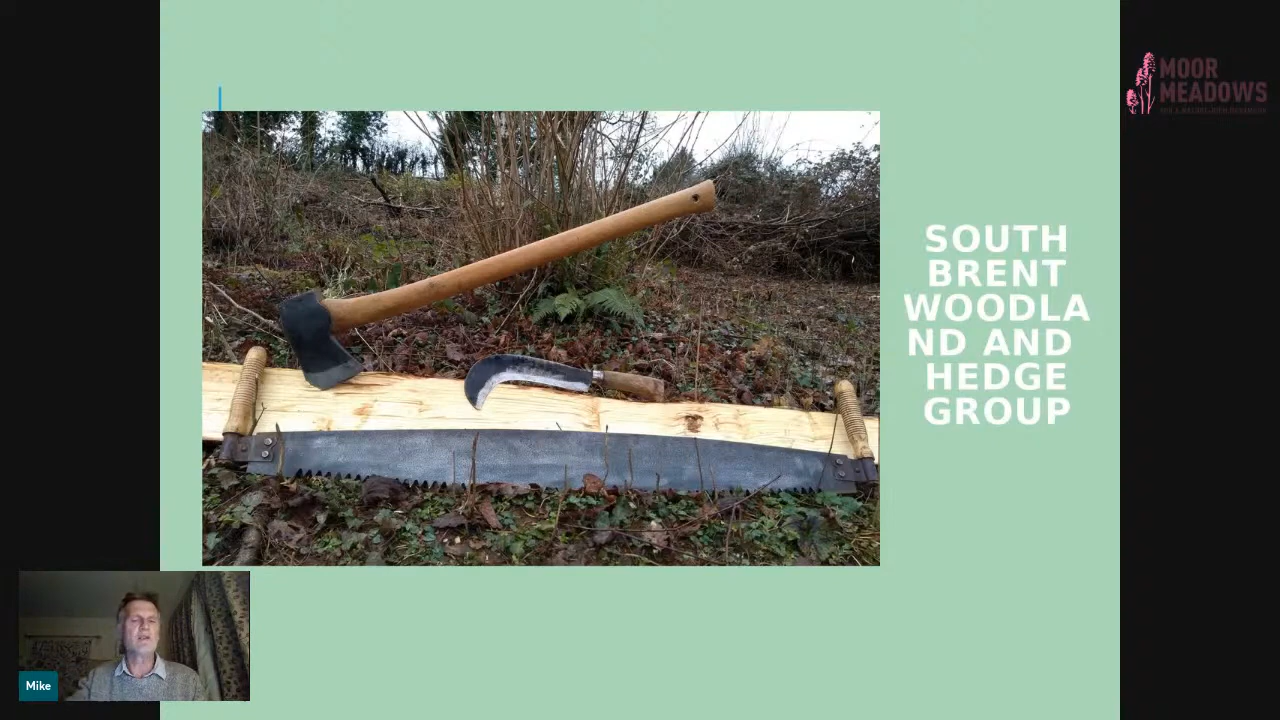 MOOR
MEADOWS
SOUTH
BRENT
WOODLA
ND AND
HEDGE
GROUP
Mike